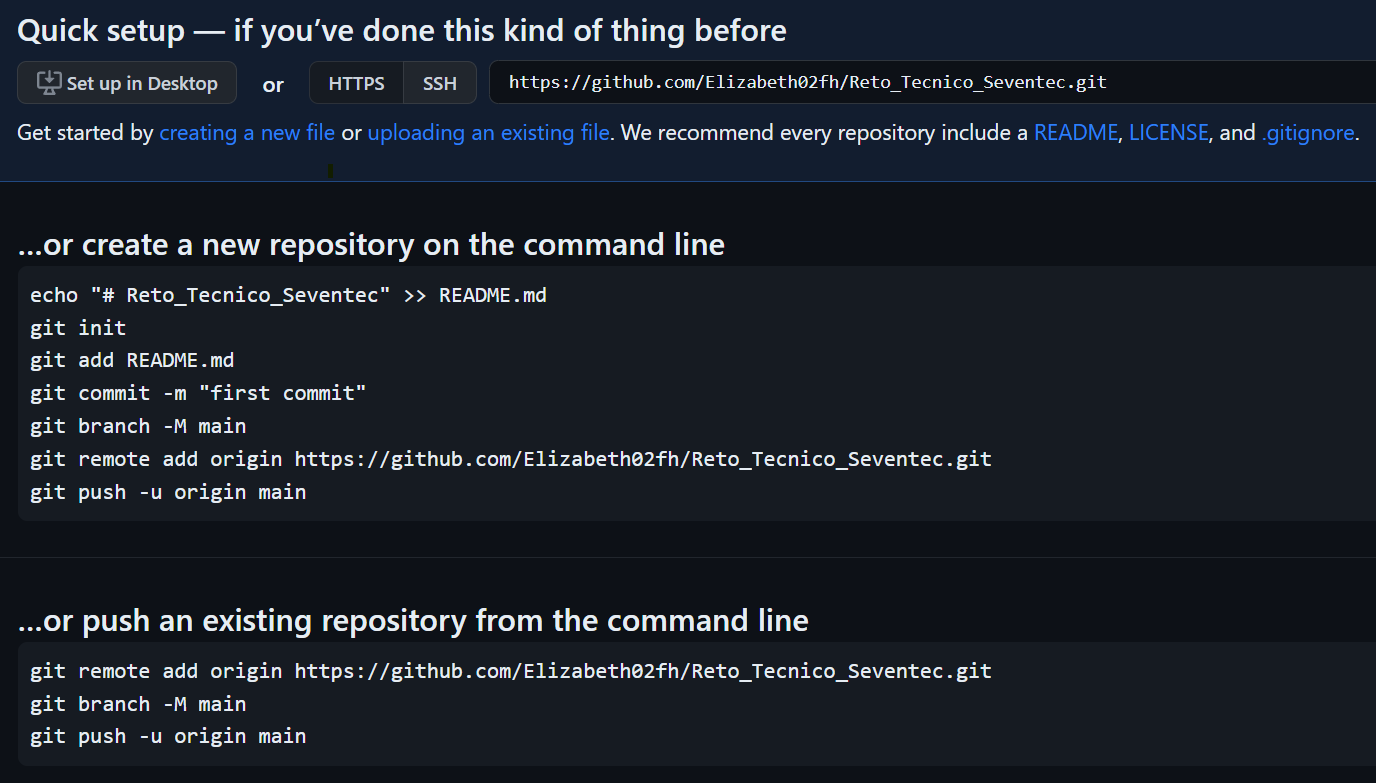 Quick setup — if you’ve done this kind of thing before
Set up in Desktop or HTTPS SSH https://github.com/Elizabeth02fh/Reto_Tecnico_Seventec.git
Get started by creating a new file or uploading an existing file. We recommend every repository include a README, LICENSE, and .gitignore.
…or create a new repository on the command line
echo "# Reto_Tecnico_Seventec" >> README.md
git init
git add README.md
git commit -m "first commit"
git branch -M main
git remote add origin https://github.com/Elizabeth02fh/Reto_Tecnico_Seventec.git
git push -u origin main
…or push an existing repository from the command line
git remote add origin https://github.com/Elizabeth02fh/Reto_Tecnico_Seventec.git
git branch -M main
git push -u origin main